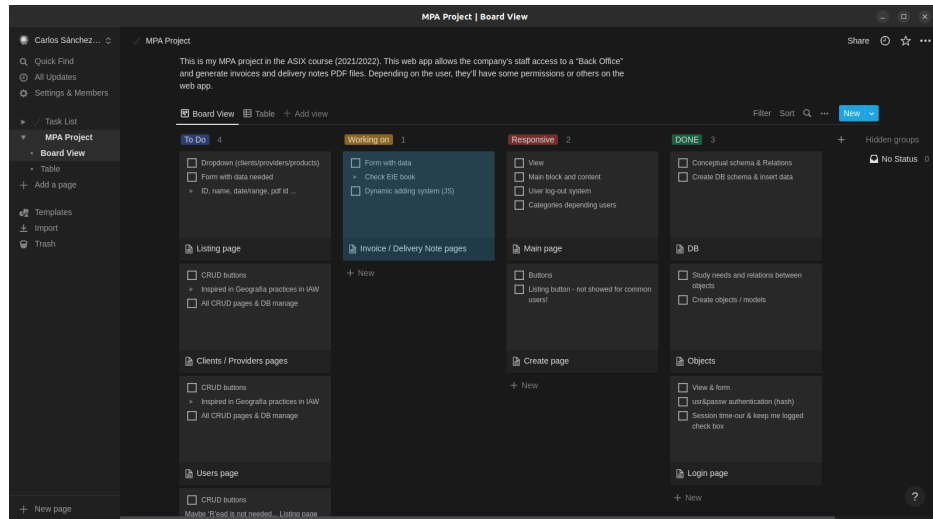 MPA Project | Board View
Carlos Sánchez...
MPA Project
Share
Quick Find
All Updates
Settings & Members
Task List
MPA Project
Board View
Table
Add a page
Templates
Import
Trash
New page
This is my MPA project in the ASIX course (2021/2022). This web app allows the company's staff access to a "Back Office"
and generate invoices and delivery notes PDF files. Depending on the user, they'll have some permissions or others on the
web app.
Board View Table + Add view
Filter Sort New
To Do 4
Dropdown (clients/providers/products)
Form with data needed
ID, name, date/range, pdf id ...
Listing page
CRUD buttons
Inspired in Geografia practices in IAW
All CRUD pages & DB manage
Clients / Providers pages
CRUD buttons
Inspired in Geografia practices in IAW
All CRUD pages & DB manage
Users page
CRUD buttons
Maybe 'R'ead is not needed... Listing page
Working on 1
Form with data
Check EIE book
Dynamic adding system (JS)
Invoice / Delivery Note pages
+ New
Responsive 2
View
Main block and content
User log-out system
Categories depending users
Main page
Buttons
Listing button - not showed for common
users!
Create page
+ New
DONE 3
Conceptual schema & Relations
Create DB schema & insert data
DB
Study needs and relations between
objects
Create objects / models
Objects
View & form
usr&passw authentication (hash)
Session time-our & keep me logged
check box
Login page
+ New
Hidden groups
No Status 0
?